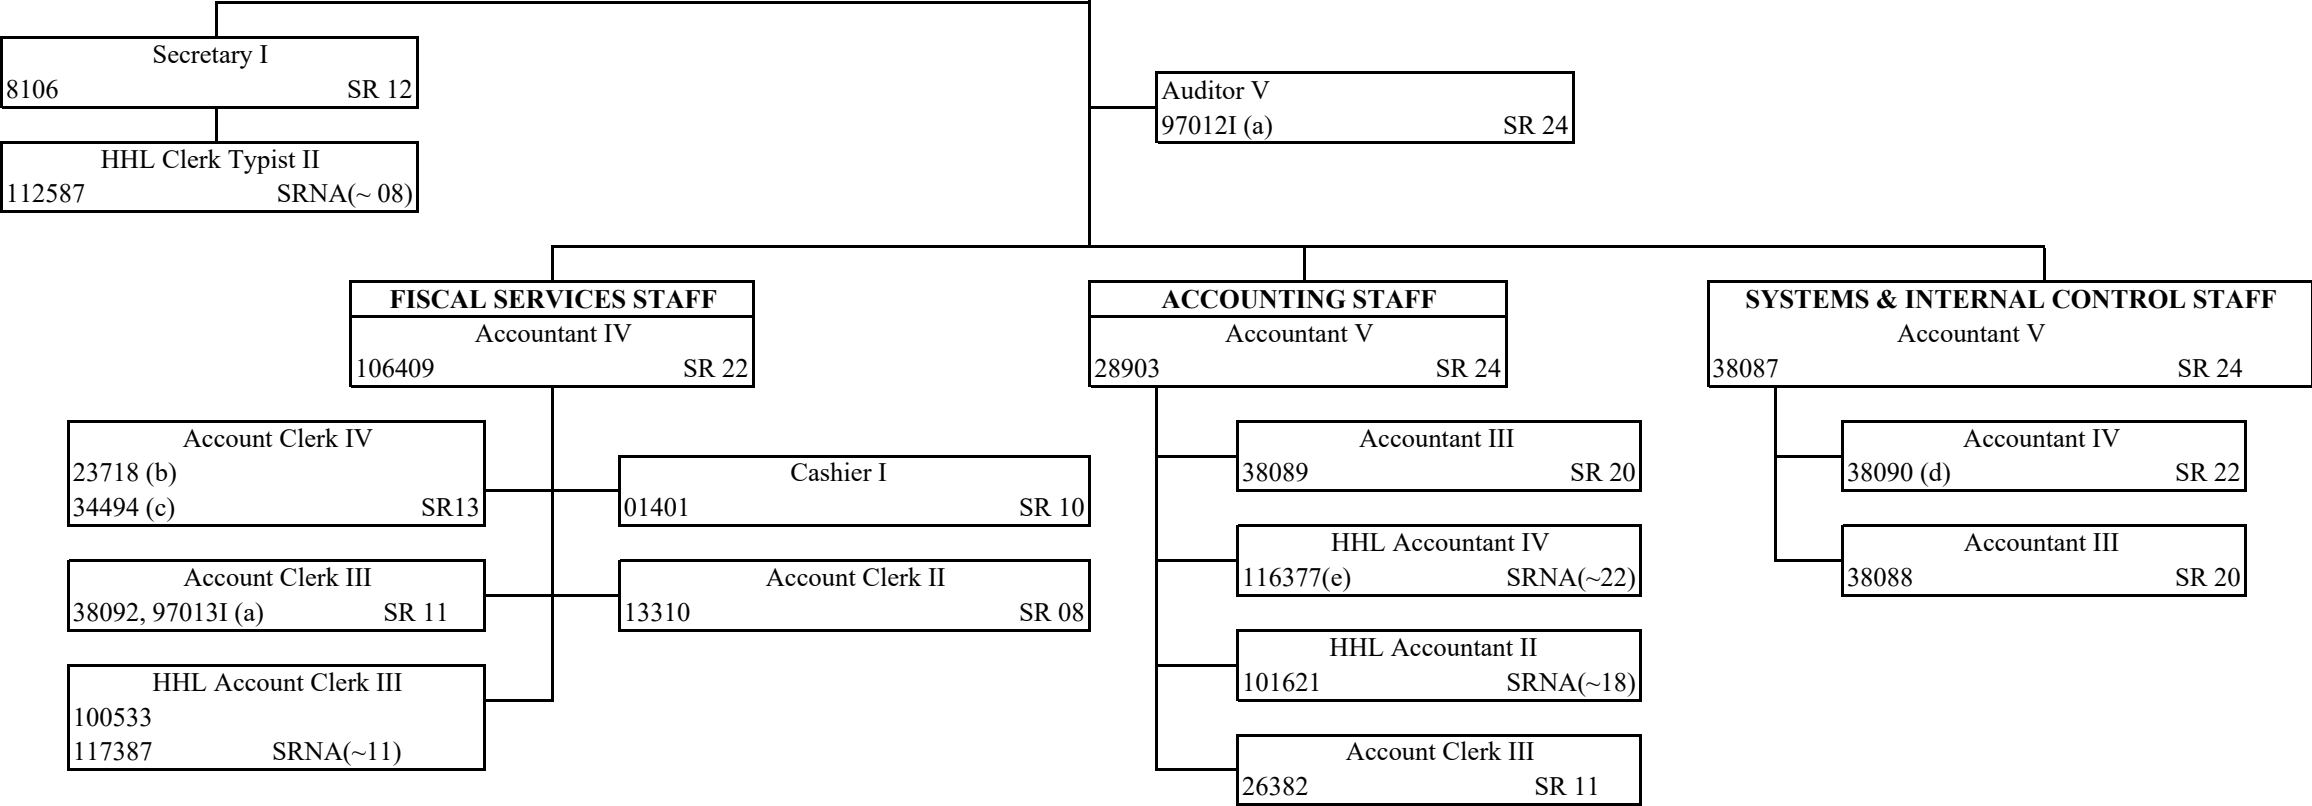 Secretary I
8106 SR 12
HHL Clerk Typist II
112587 SRNA(~ 08)
Auditor V
97012I (a) SR 24
FISCAL SERVICES STAFF
Accountant IV
106409 SR 22
Account Clerk IV
23718 (b)
34494 (c) SR13
Cashier I
01401 SR 10
Account Clerk III
38092, 97013I (a) SR 11
Account Clerk II
13310 SR 08
HHL Account Clerk III
100533
117387 SRNA(~11)
ACCOUNTING STAFF
Accountant V
28903 SR 24
Accountant III
38089 SR 20
HHL Accountant IV
116377(e) SRNA(~22)
HHL Accountant II
101621 SRNA(~18)
Account Clerk III
26382 SR 11
SYSTEMS & INTERNAL CONTROL STAFF
Accountant V
38087 SR 24
Accountant IV
38090 (d) SR 22
Accountant III
38088 SR 20